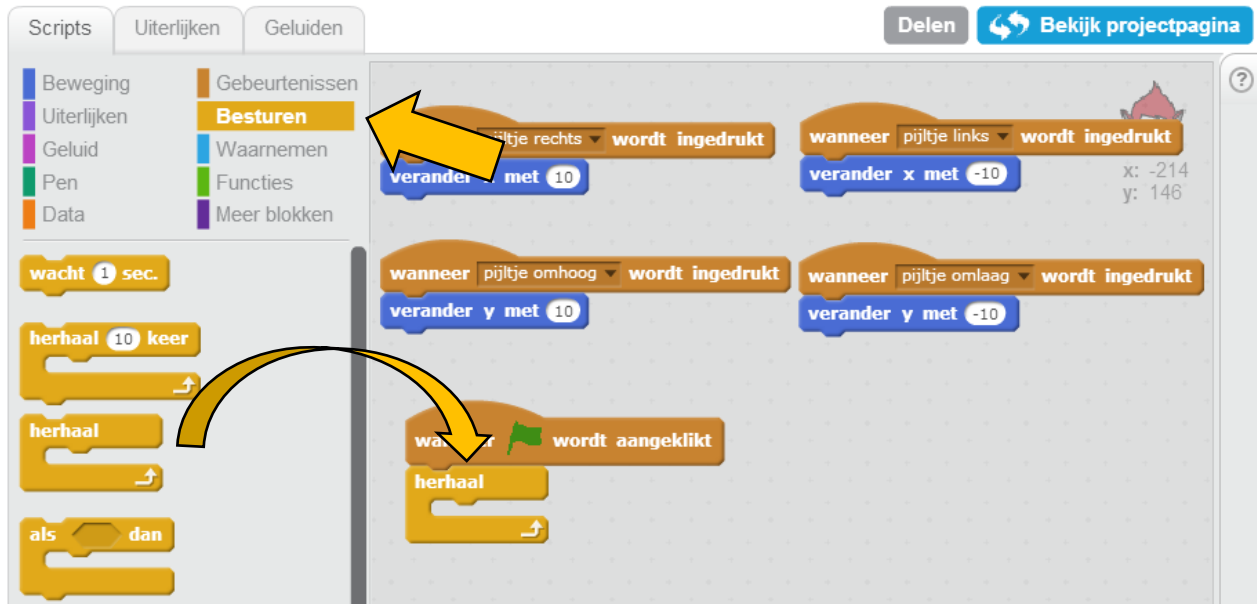 Scripts
Uiterlijken
Geluiden
Delen
Bekijk projectpagina
Beweging
Gebeurtenissen
Uiterlijken
Besturen
Geluid
Waarnemen
Pen
Functies
Data
Meer blokken
wacht 1 sec.
herhaal 10 keer
herhaal
als dan
pijltje rechts wordt ingedrukt
verander met 10
wanneer pijltje links wordt ingedrukt
verander x met -10
x: -214
y: 146
wanneer pijltje omhoog wordt ingedrukt
verander y met 10
wanneer pijltje omlaag wordt ingedrukt
verander y met -10
wanneer wordt aangeklikt
herhaal
?